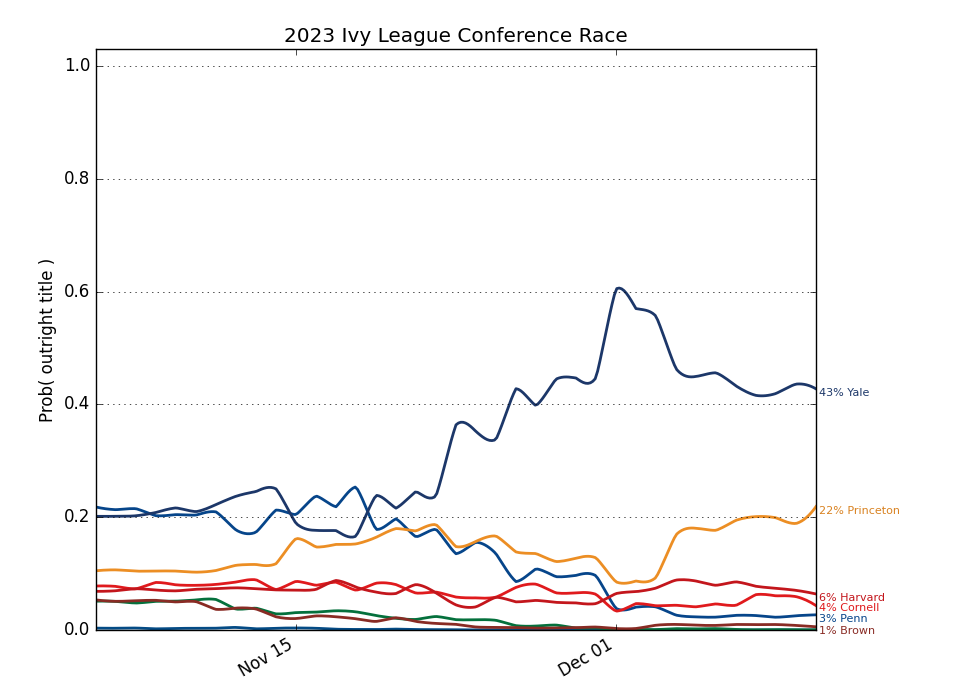 2023 Ivy League Conference Race
Prob( outright title )
1.0
0.8
0.6
0.4
0.2
0.0
Nov 15
Dec 01
43% Yale
22% Princeton
6% Harvard
4% Cornell
3% Penn
1% Brown